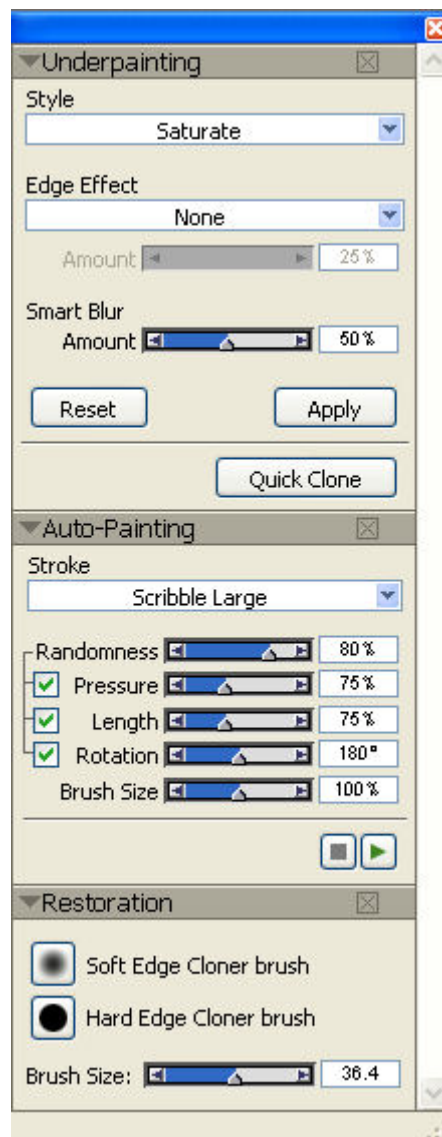 Underpainting
Style
Saturate
Edge Effect
None
Amount 25%
Smart Blur
Amount 50%
Reset Apply
Quick Clone
Auto-Painting
Stroke
Scribble Large
Randomness 80%
Pressure 75%
Length 75%
Rotation 180°
Brush Size 100%
Restoration
Soft Edge Cloner brush
Hard Edge Cloner brush
Brush Size: 36.4